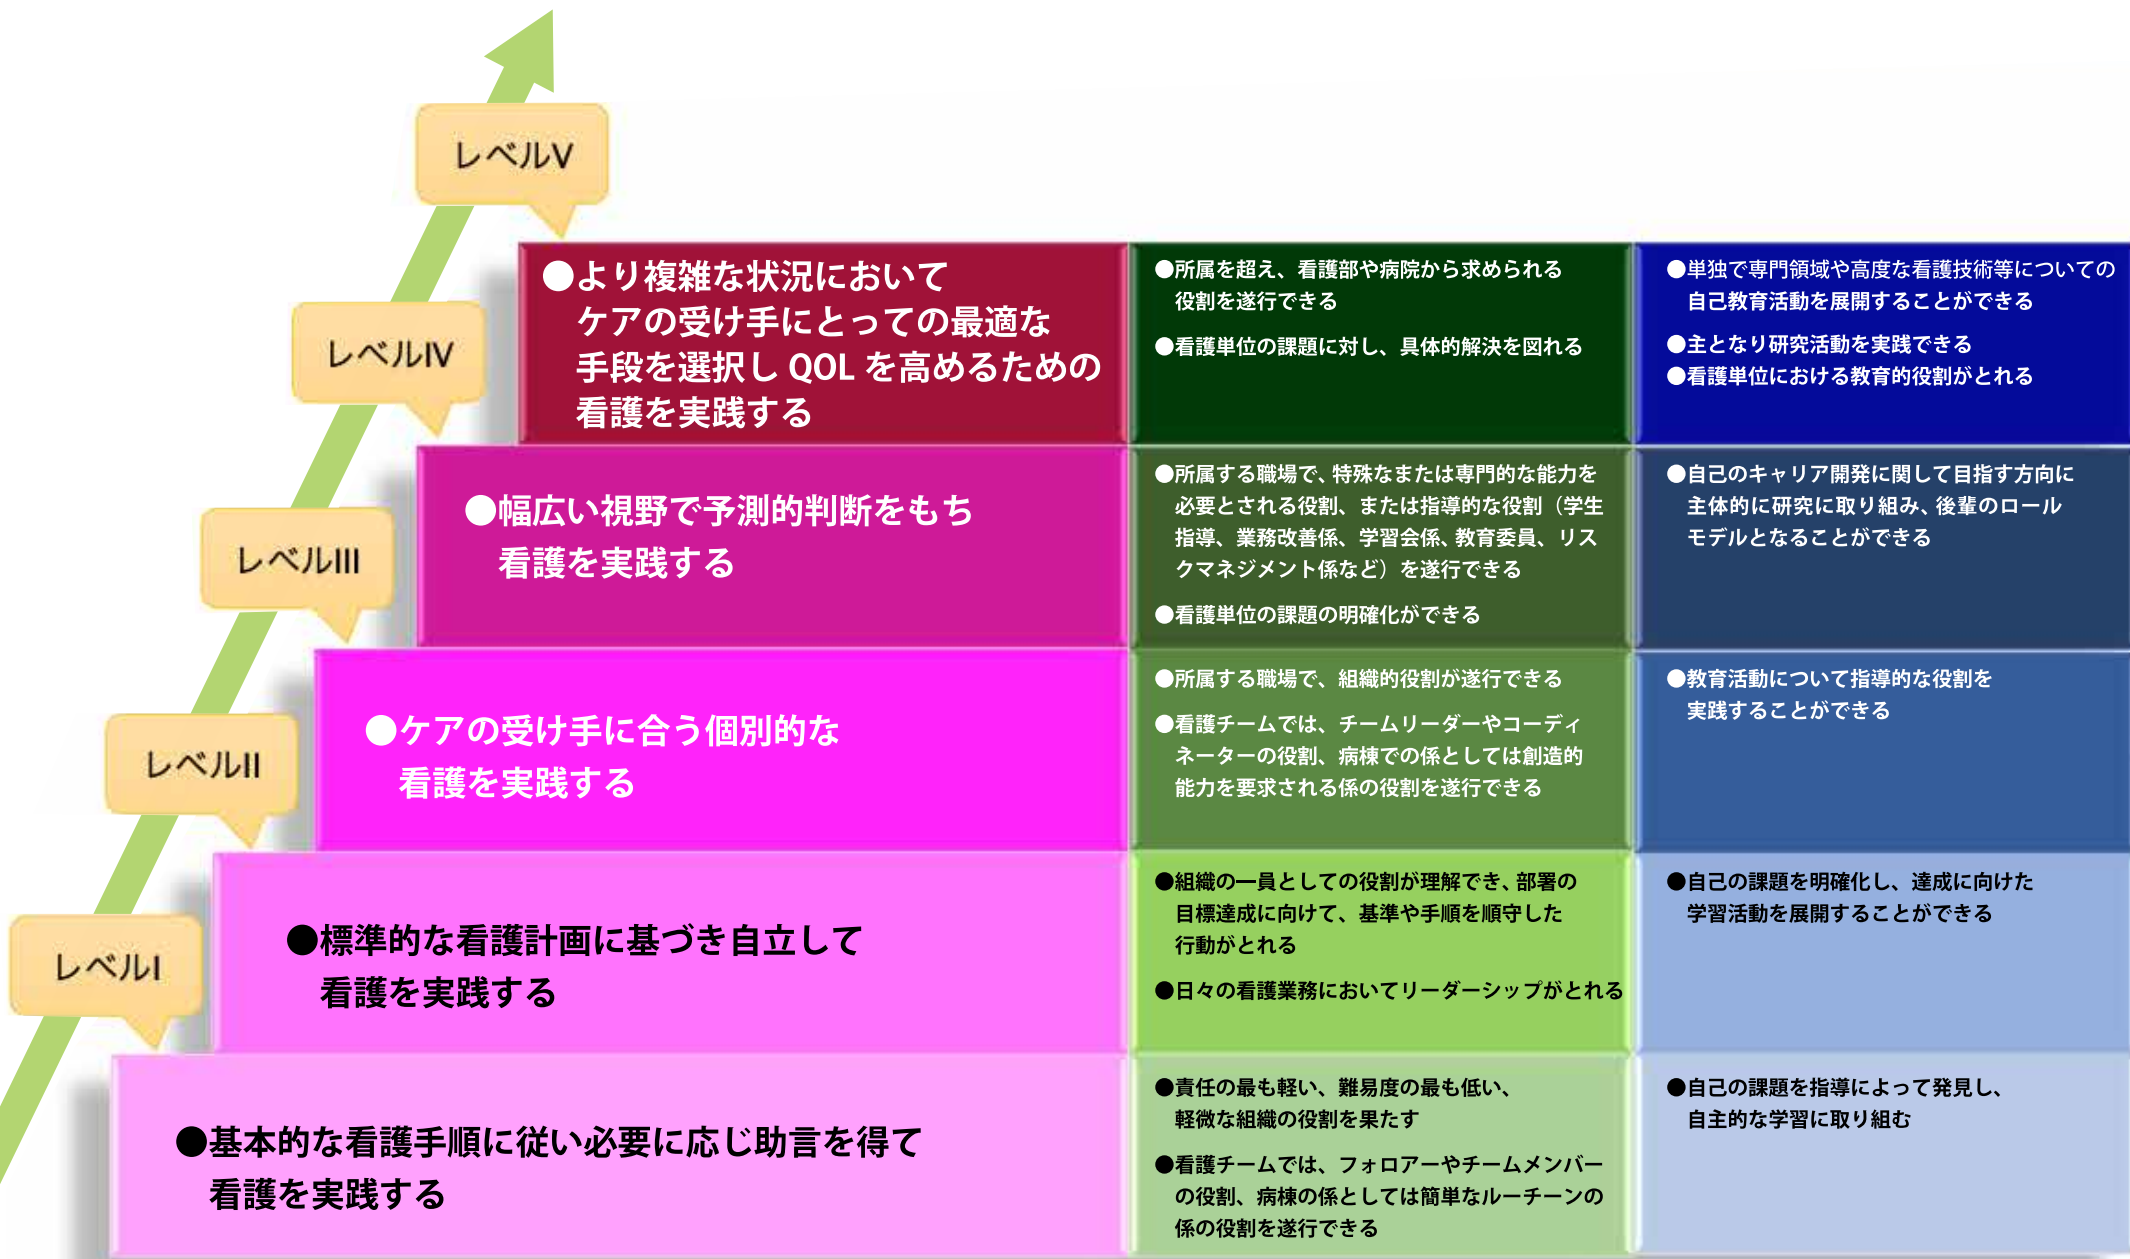 レベルV
●より複雑な状況において
ケアの受け手にとっての最適な
手段を選択し QOL を高めるための
看護を実践する
●所属を超え、看護部や病院から求められる
役割を遂行できる
●看護単位の課題に対し、具体的解決を図れる
●単独で専門領域や高度な看護技術等についての
自己教育活動を展開することができる
●主となり研究活動を実践できる
●看護単位における教育的役割がとれる
レベルIV
●幅広い視野で予測的判断をもち
看護を実践する
●所属する職場で、特殊なまたは専門的な能力を
必要とされる役割、または指導的な役割（学生
指導、業務改善係、学習会係、教育委員、リス
クマネジメント係など）を遂行できる
●看護単位の課題の明確化ができる
●自己のキャリア開発に関して目指す方向に
主体的に研究に取り組み、後輩のロール
モデルとなることができる
レベルIII
●ケアの受け手に合う個別的な
看護を実践する
●所属する職場で、組織的役割が遂行できる
●看護チームでは、チームリーダーやコーディ
ネーターの役割、病棟での係としては創造的
能力を要求される係の役割を遂行できる
●教育活動について指導的な役割を
実践することができる
レベルII
●標準的な看護計画に基づき自立して
看護を実践する
●組織の一員としての役割が理解でき、部署の
目標達成に向けて、基準や手順を順守した
行動がとれる
●日々の看護業務においてリーダーシップがとれる
●自己の課題を明確化し、達成に向けた
学習活動を展開することができる
レベルI
●基本的な看護手順に従い必要に応じ助言を得て
看護を実践する
●責任の最も軽い、難易度の最も低い、
軽微な組織の役割を果たす
●看護チームでは、フォロアーやチームメンバー
の役割、病棟の係としては簡単なルーチーンの
係の役割を遂行できる
●自己の課題を指導によって発見し、
自主的な学習に取り組む